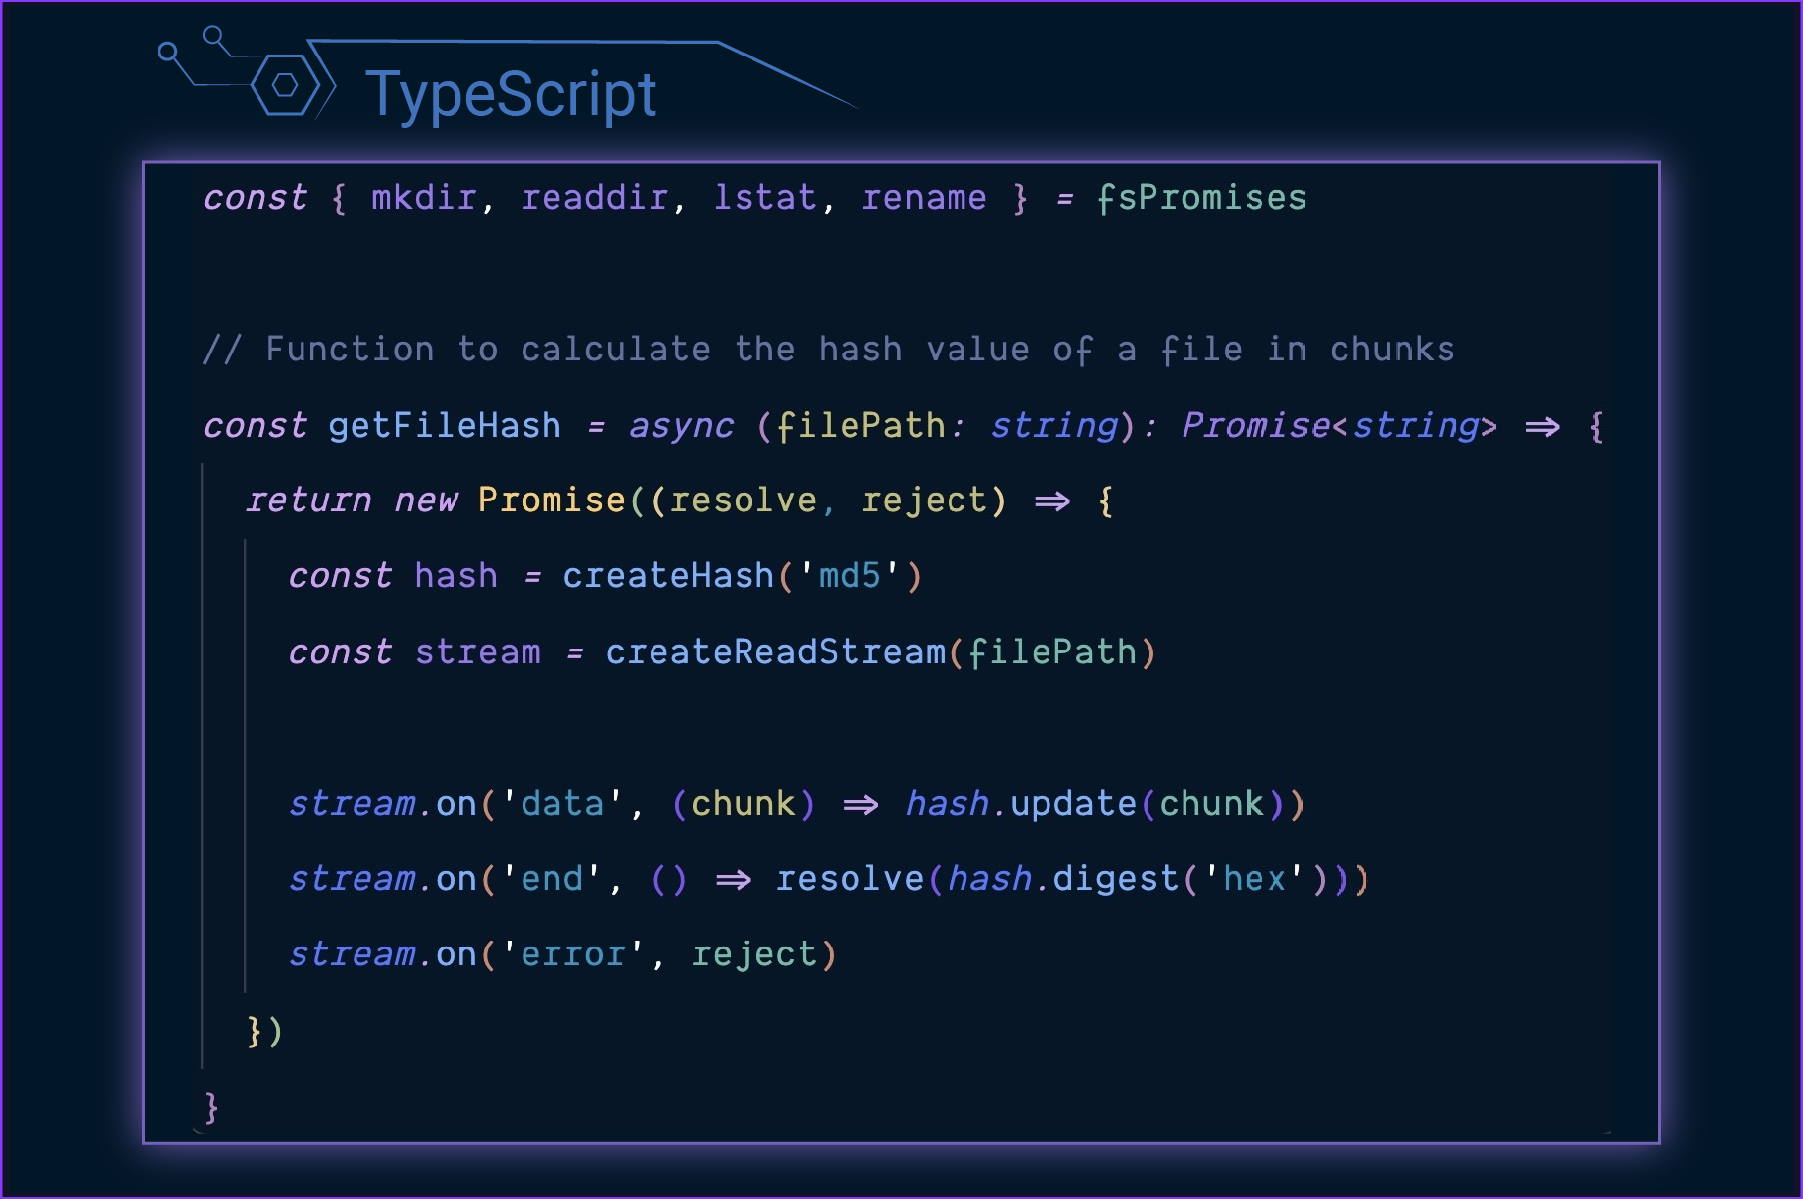 TypeScript
const { mkdir, readdir, lstat, rename } = fsPromises
// Function to calculate the hash value of a file in chunks
const getFileHash = async (filePath: string): Promise<string> => {
return new Promise((resolve, reject) => {
const hash = createHash('md5')
const stream = createReadStream(filePath)
stream.on('data', (chunk) => hash.update(chunk))
stream.on('end', () => resolve(hash.digest('hex')))
stream.on('error', reject)
})
}